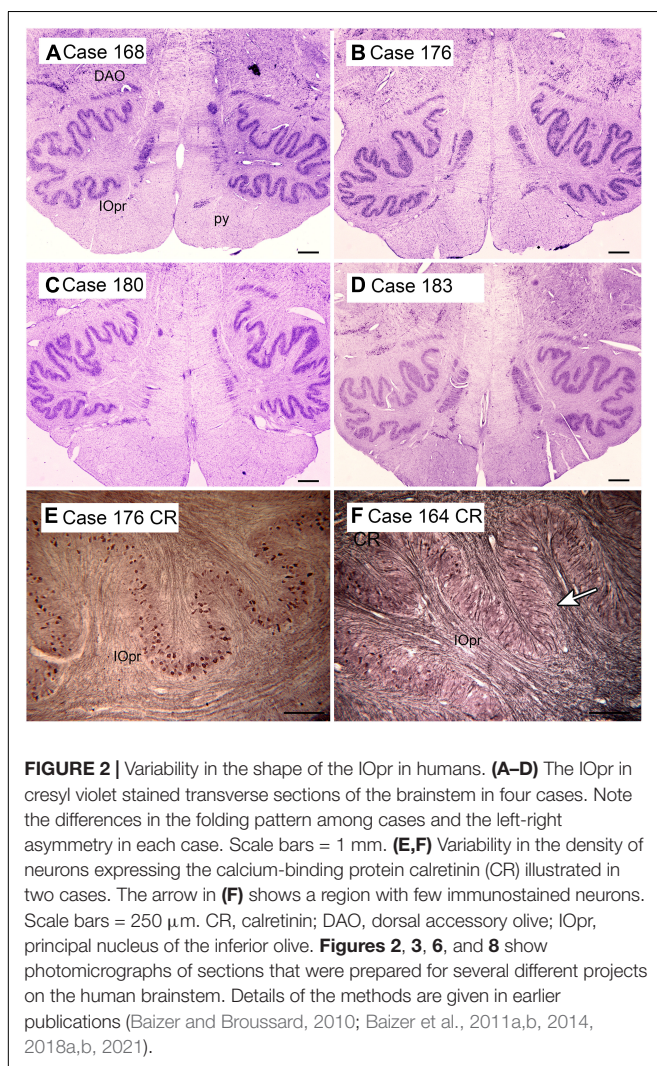 A Case 168
DAO
IOpr
py
B Case 176
C Case 180
D Case 183
E Case 176 CR
IOpr
F Case 164 CR
CR
IOpr
FIGURE 2 | Variability in the shape of the IOpr in humans. (A–D) The IOpr in
cresyl violet stained transverse sections of the brainstem in four cases. Note
the differences in the folding pattern among cases and the left-right
asymmetry in each case. Scale bars = 1 mm. (E,F) Variability in the density of
neurons expressing the calcium-binding protein calretinin (CR) illustrated in
two cases. The arrow in (F) shows a region with few immunostained neurons.
Scale bars = 250 μm. CR, calretinin; DAO, dorsal accessory olive; IOpr,
principal nucleus of the inferior olive. Figures 2, 3, 6, and 8 show
photomicrographs of sections that were prepared for several different projects
on the human brainstem. Details of the methods are given in earlier
publications (Baizer and Broussard, 2010; Baizer et al., 2011a,b, 2014,
2018a,b, 2021).